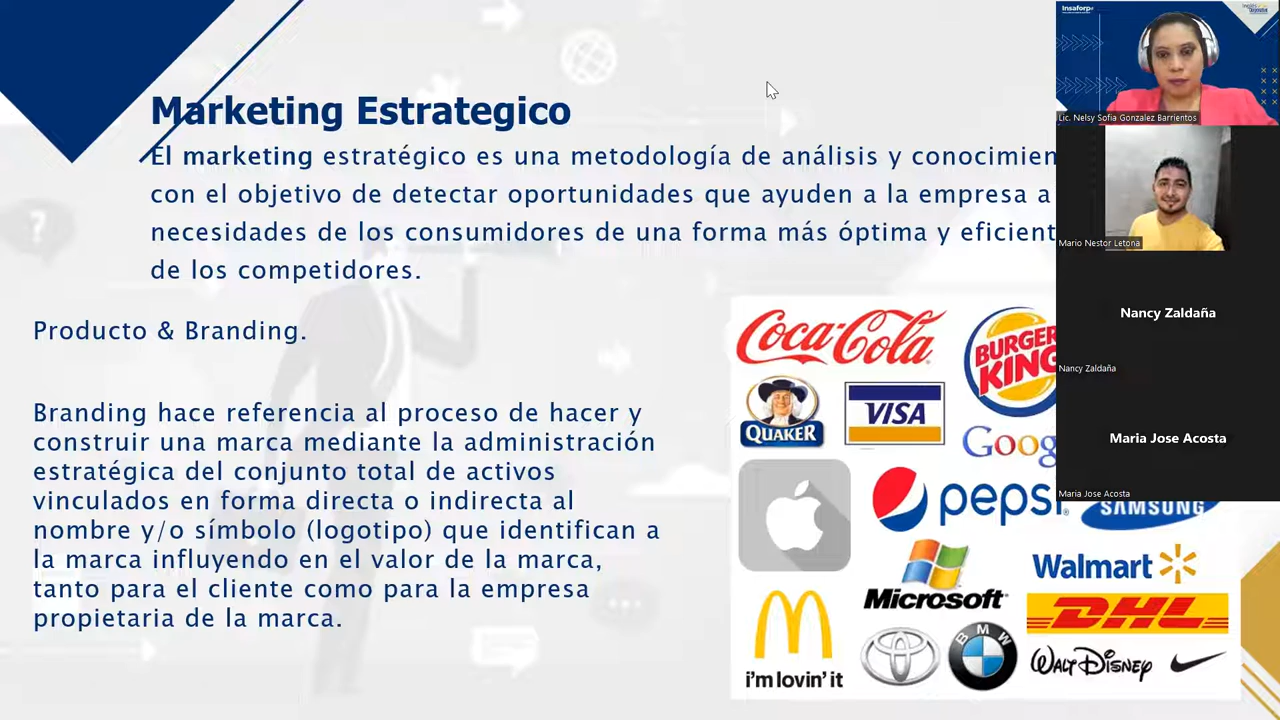 Marketing Estrategico
El marketing estratégico es una metodología de análisis y conocimien
con el objetivo de detectar oportunidades que ayuden a la empresa a
necesidades de los consumidores de una forma más óptima y eficient
de los competidores.
Producto & Branding.
Branding hace referencia al proceso de hacer y
construir una marca mediante la administración
estratégica del conjunto total de activos
vinculados en forma directa o indirecta al
nombre y/o símbolo (logotipo) que identifican a
la marca influyendo en el valor de la marca,
tanto para el cliente como para la empresa
propietaria de la marca.
Coca-Cola
BURGER
KING
QUAKER
VISA
Goog
pepsi
SAMSUNG
Microsoft
Walmart
DHL
i'm lovin' it
BMW
WALT DISNEY
Insaforp
Lic. Nelsy Sofia Gonzalez Barrientos
Mario Nestor Letona
Nancy Zaldaña
Nancy Zaldaña
Maria Jose Acosta
Maria Jose Acosta